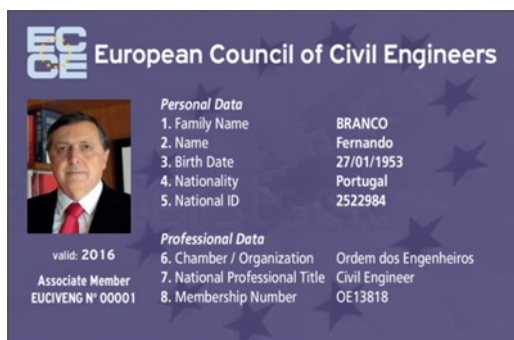 EC
CE
European Council of Civil Engineers
Personal Data
1. Family Name BRANCO
2. Name Fernando
3. Birth Date 27/01/1953
4. Nationality Portugal
5. National ID 2522984
valid: 2016
Associate Member
EUCIVENG Nº 00001
Professional Data
6. Chamber / Organization Ordem dos Engenheiros
7. National Professional Title Civil Engineer
8. Membership Number OE13818